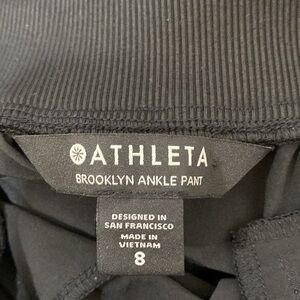 ATHLETA
BROOKLYN ANKLE PANT
DESIGNED IN
SAN FRANCISCO
MADE IN
VIETNAM
8